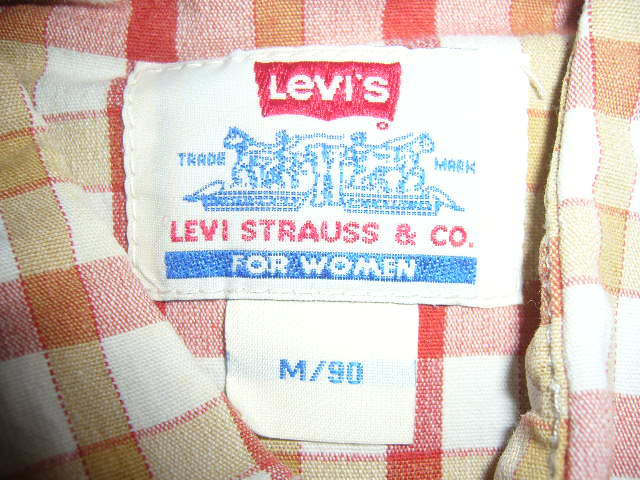 LEVI'S
TRADE MARK
LEVI STRAUSS & CO.
FOR WOMEN
M/90